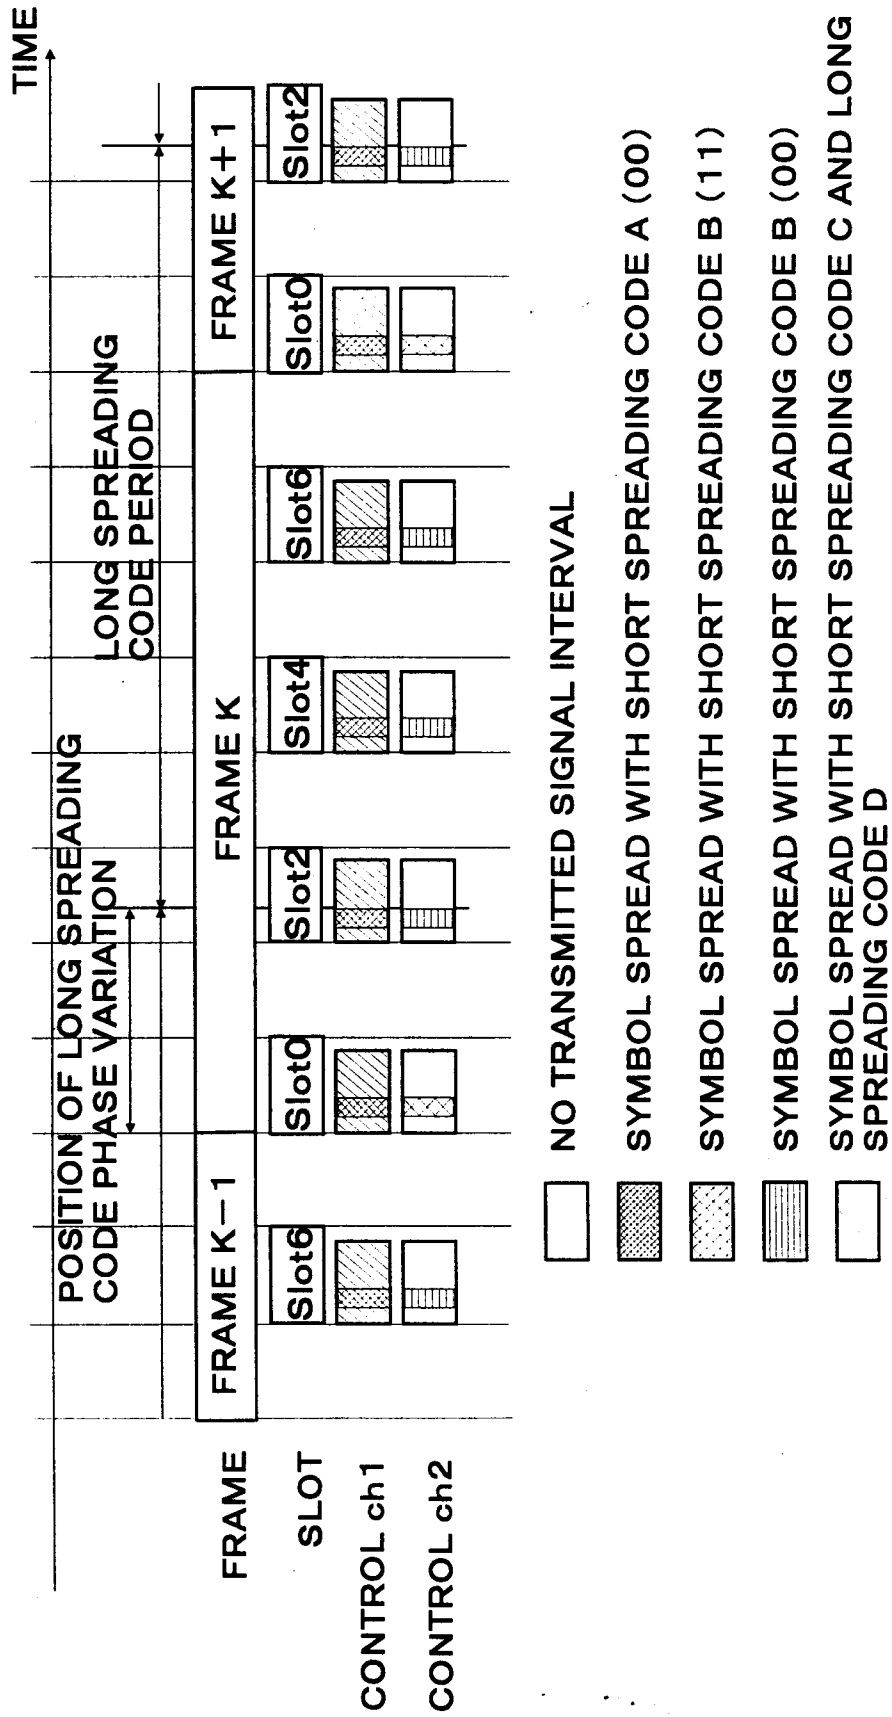 TIME
POSITION OF LONG SPREADING
CODE PHASE VARIATION
LONG SPREADING
CODE PERIOD
FRAME
FRAME K−1
FRAME K
FRAME K+1
SLOT
Slot6
Slot0
Slot2
Slot4
Slot6
Slot0
Slot2
CONTROL ch1
CONTROL ch2
NO TRANSMITTED SIGNAL INTERVAL
SYMBOL SPREAD WITH SHORT SPREADING CODE A (00)
SYMBOL SPREAD WITH SHORT SPREADING CODE B (11)
SYMBOL SPREAD WITH SHORT SPREADING CODE B (00)
SYMBOL SPREAD WITH SHORT SPREADING CODE C AND LONG
SPREADING CODE D